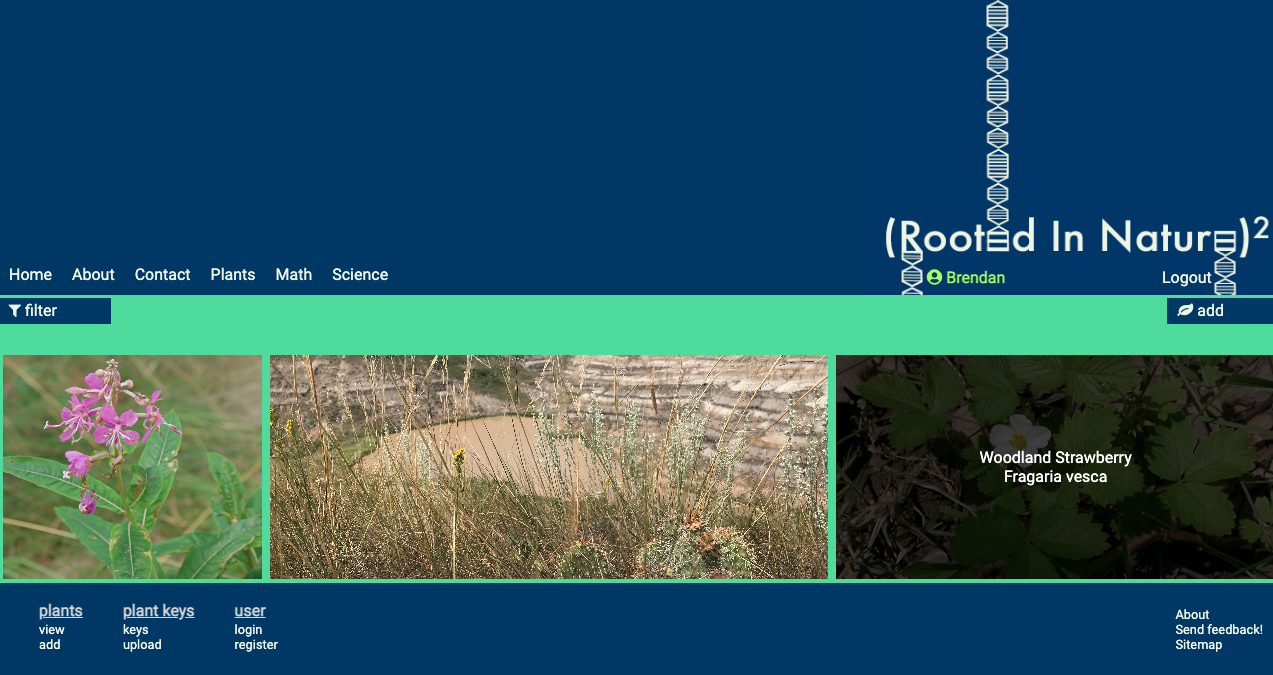 (Rooted In Nature)²
Home About Contact Plants Math Science
Brendan Logout
filter add
Woodland Strawberry
Fragaria vesca
plants plant keys user
view keys login
add upload register
About
Send feedback!
Sitemap